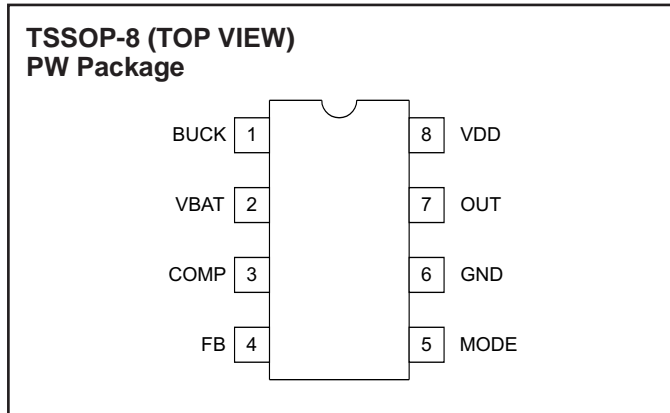 TSSOP-8 (TOP VIEW)
PW Package
BUCK 1 8 VDD
VBAT 2 7 OUT
COMP 3 6 GND
FB 4 5 MODE